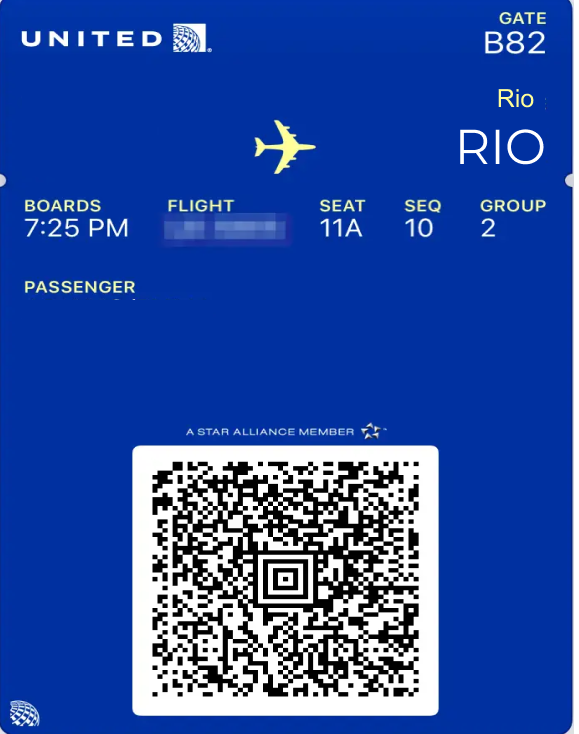 UNITED
GATE
B82
Rio
RIO
BOARDS FLIGHT SEAT SEQ GROUP
7:25 PM 11A 10 2
PASSENGER
A STAR ALLIANCE MEMBER